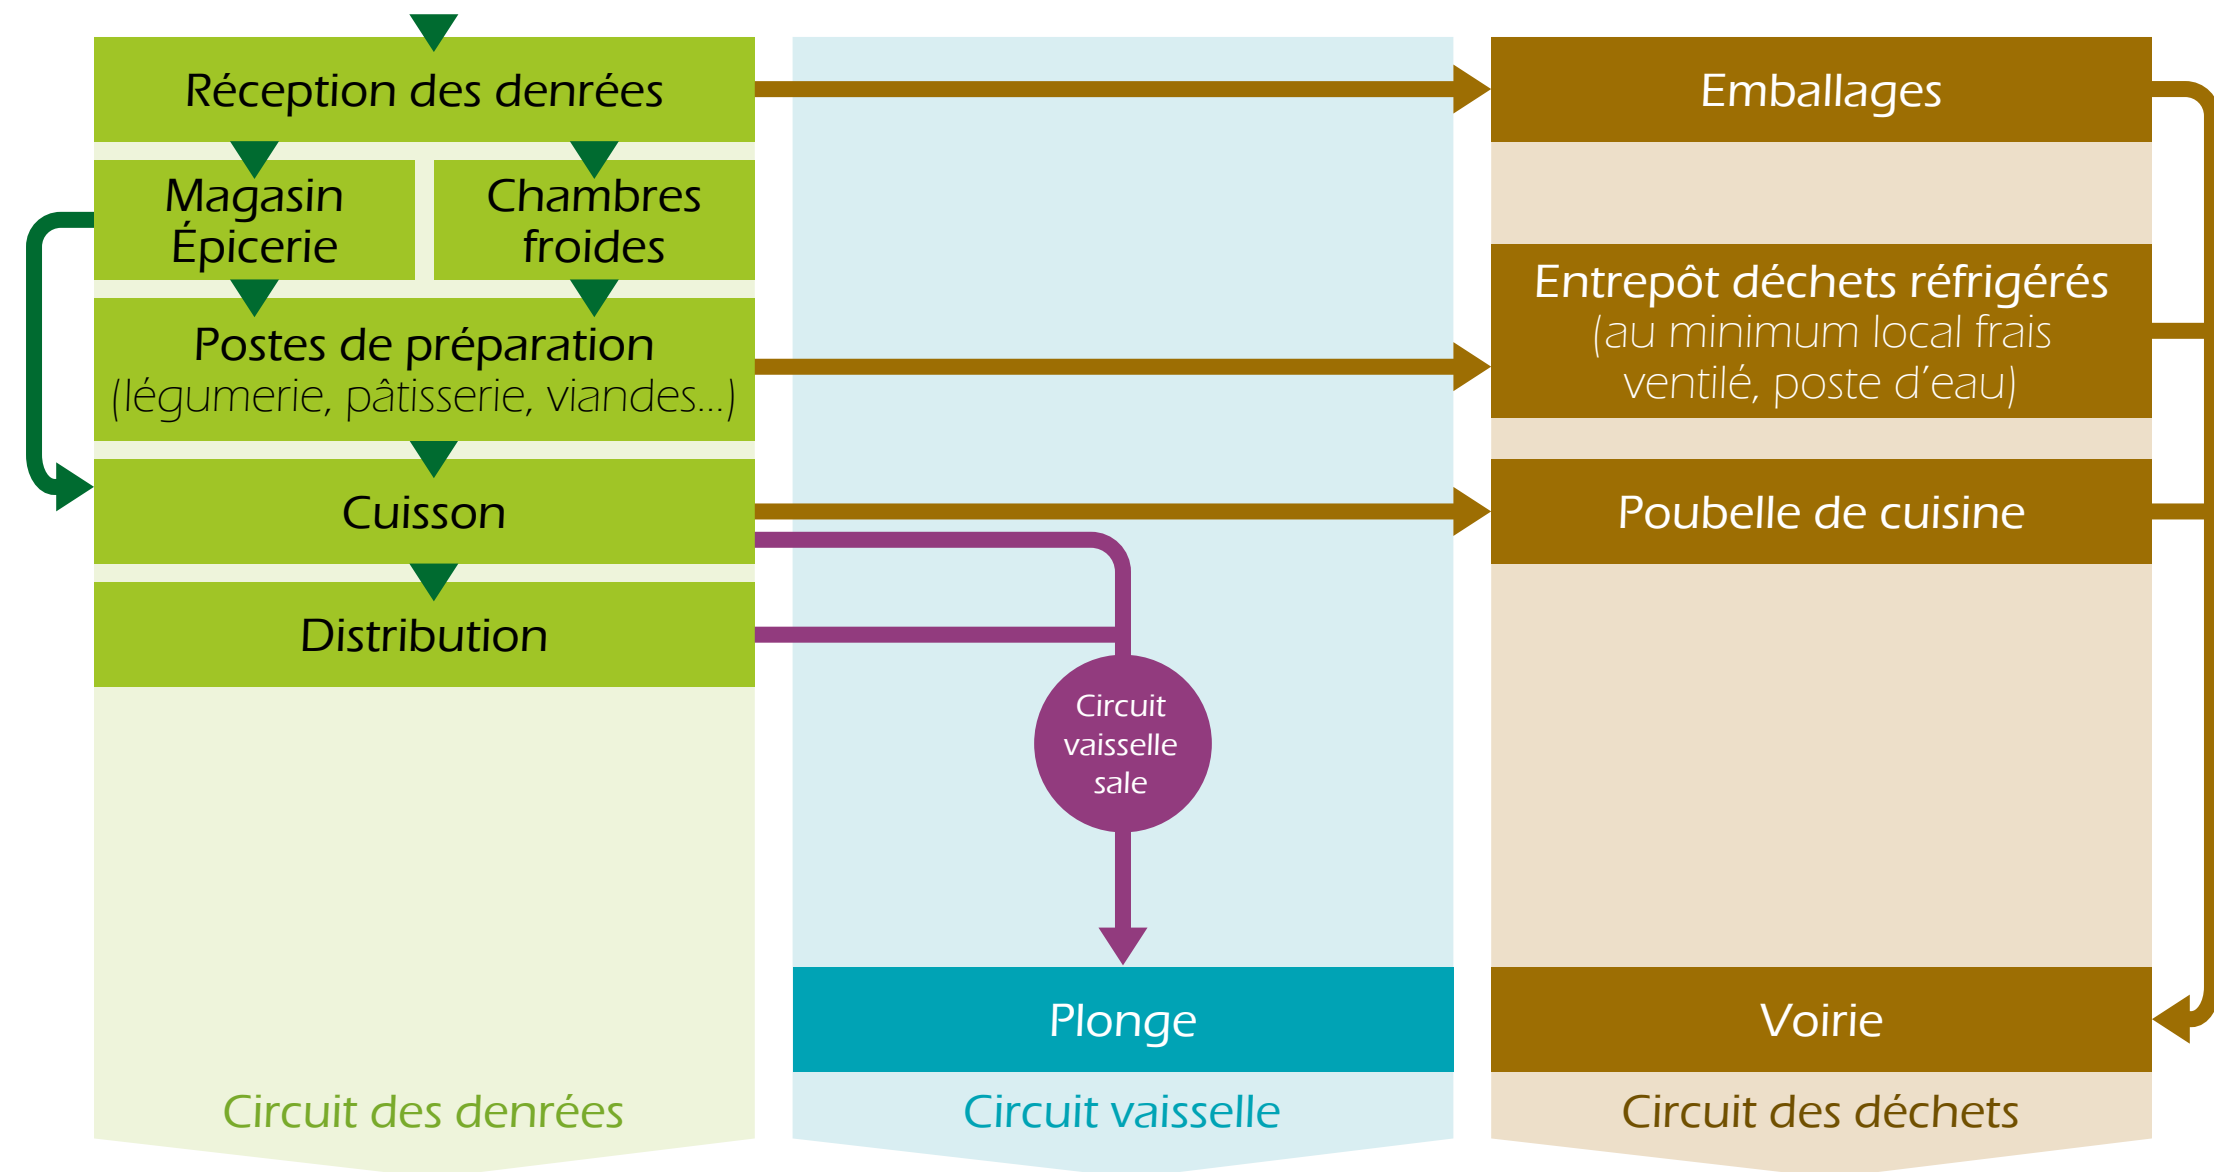 Réception des denrées
Magasin
Épicerie
Chambres
froides
Postes de préparation
(légumerie, pâtisserie, viandes...)
Cuisson
Distribution
Circuit des denrées
Circuit
vaisselle
sale
Plonge
Circuit vaisselle
Emballages
Entrepôt déchets réfrigérés
(au minimum local frais
ventilé, poste d’eau)
Poubelle de cuisine
Voirie
Circuit des déchets